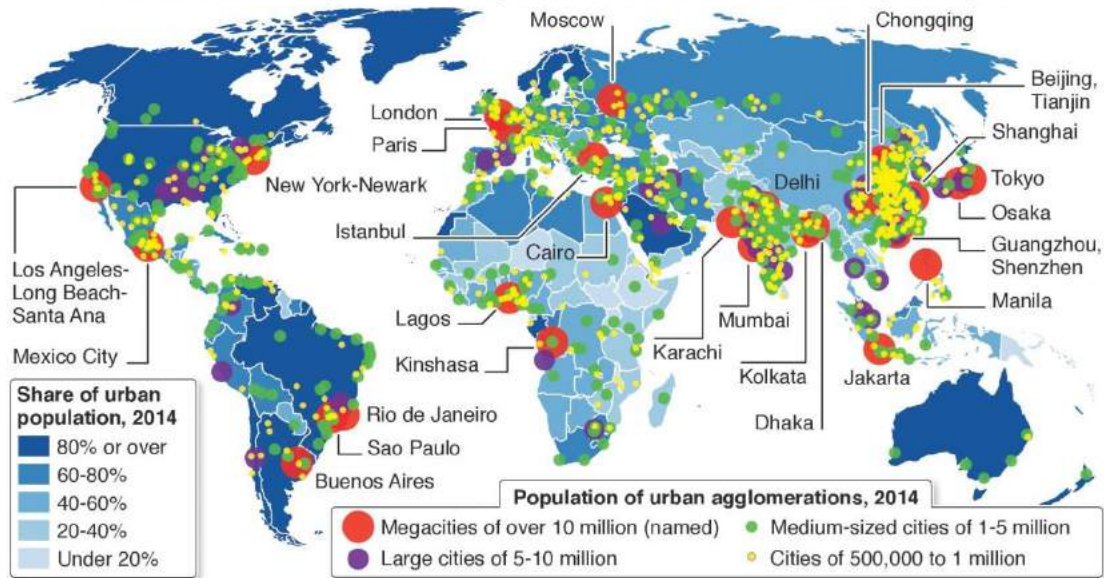 Moscow
Chongqing
Beijing,
Tianjin
London
Paris
Shanghai
New York-Newark
Delhi
Tokyo
Istanbul
Osaka
Cairo
Guangzhou,
Shenzhen
Los Angeles-
Long Beach-
Santa Ana
Lagos
Mumbai
Manila
Mexico City
Kinshasa
Karachi
Kolkata
Jakarta
Rio de Janeiro
Dhaka
Sao Paulo
Buenos Aires
Share of urban
population, 2014
80% or over
60-80%
40-60%
20-40%
Under 20%
Population of urban agglomerations, 2014
Megacities of over 10 million (named)
Medium-sized cities of 1-5 million
Large cities of 5-10 million
Cities of 500,000 to 1 million